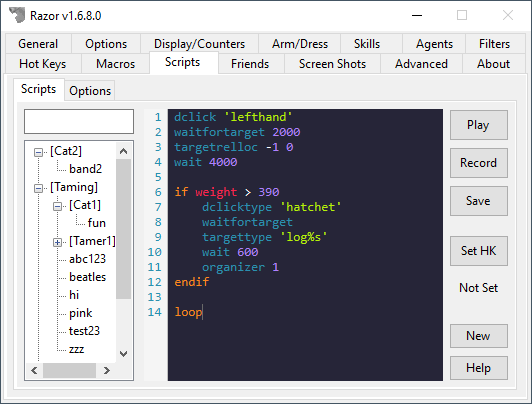 Razor v1.6.8.0
General Options Display/Counters Arm/Dress Skills Agents Filters
Hot Keys Macros Scripts Friends Screen Shots Advanced About
Scripts Options
[Cat2]
band2
[Taming]
[Cat1]
fun
[Tamer1]
abc123
beatles
hi
pink
test23
zzz
1 dclick 'lefthand'
2 waitfortarget 2000
3 targetrelloc -1 0
4 wait 4000
5
6 if weight > 390
7 dclicktype 'hatchet'
8 waitfortarget
9 targettype 'log%s'
10 wait 600
11 organizer 1
12 endif
13
14 loop
Play
Record
Save
Set HK
Not Set
New
Help